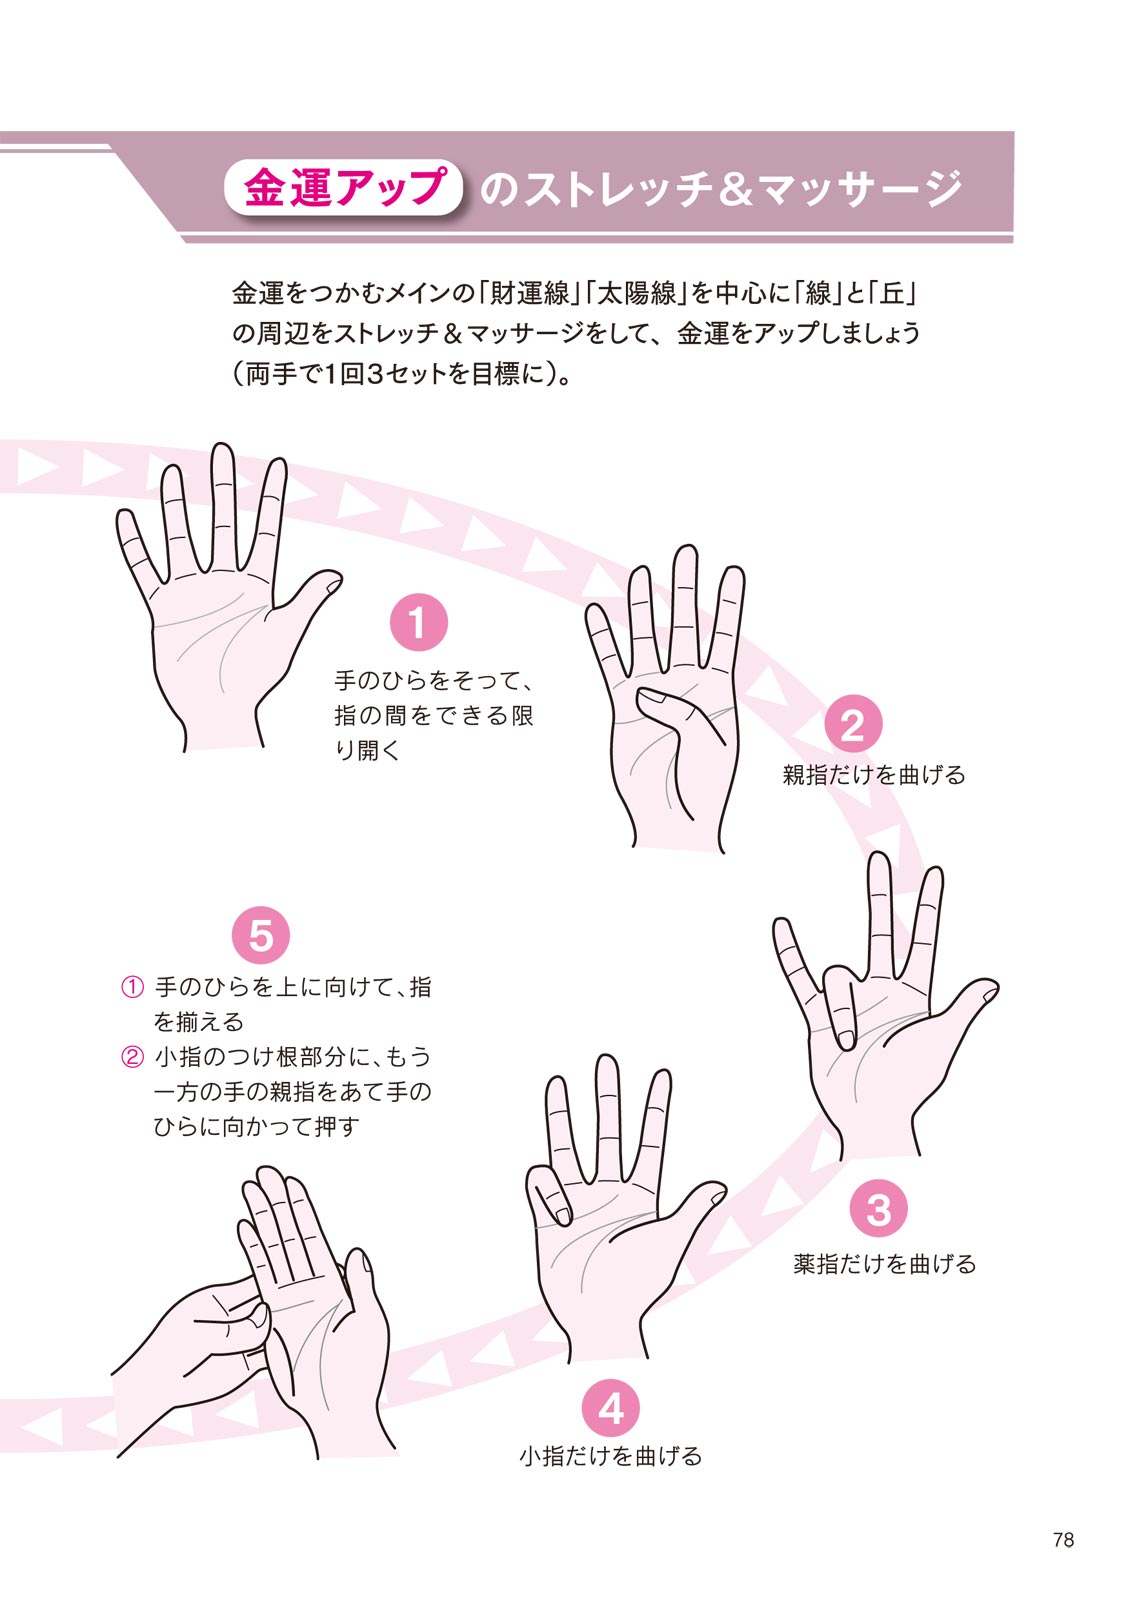 金運アップのストレッチ＆マッサージ
金運をつかむメインの「財運線」「太陽線」を中心に「線」と「丘」
の周辺をストレッチ＆マッサージをして、金運をアップしましょう
（両手で1回3セットを目標に）。
1
手のひらをそって、
指の間をできる限
り開く
2
親指だけを曲げる
3
薬指だけを曲げる
4
小指だけを曲げる
5
① 手のひらを上に向けて、指
を揃える
② 小指のつけ根部分に、もう
一方の手の親指をあて手の
ひらに向かって押す
78